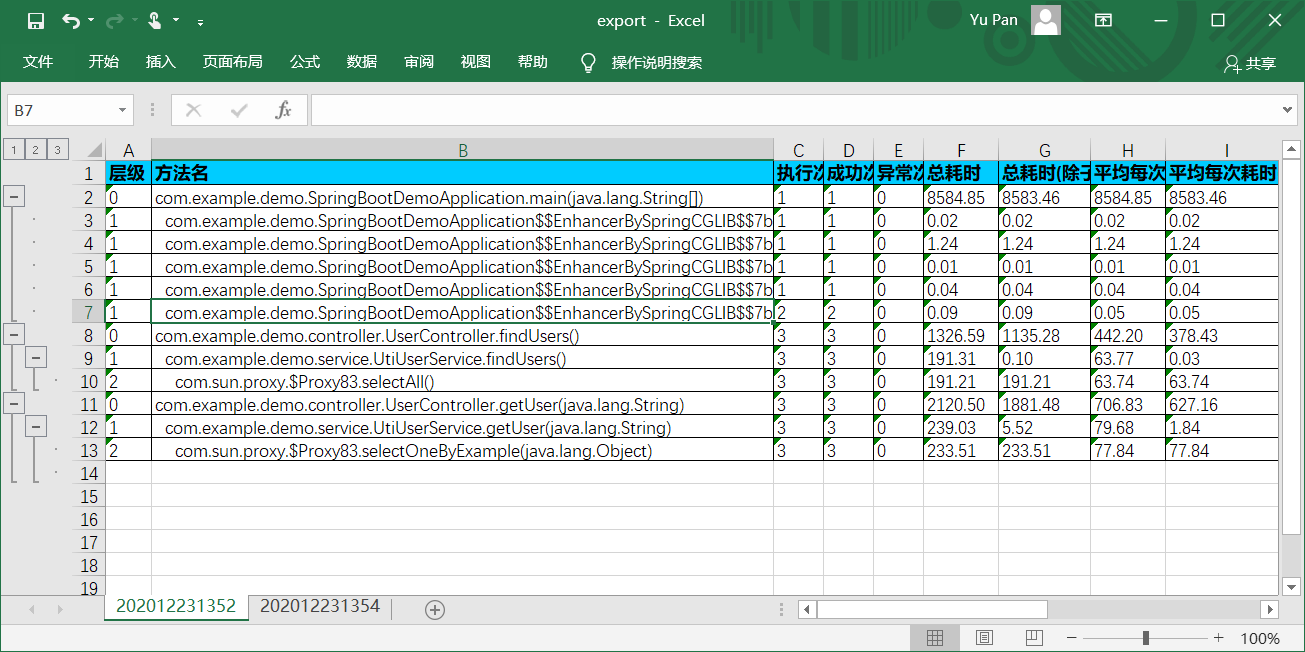 export - Excel
Yu Pan
文件 开始 插入 页面布局 公式 数据 审阅 视图 帮助 操作说明搜索 共享
B7 fx
1 2 3 A B C D E F G H I
1 层级 方法名 执行次 成功次 异常次 总耗时 总耗时(除子 平均每次 平均每次耗时
2 0 com.example.demo.SpringBootDemoApplication.main(java.lang.String[]) 1 1 0 8584.85 8583.46 8584.85 8583.46
3 1 com.example.demo.SpringBootDemoApplication$$EnhancerBySpringCGLIB$$7b 1 1 0 0.02 0.02 0.02 0.02
4 1 com.example.demo.SpringBootDemoApplication$$EnhancerBySpringCGLIB$$7b 1 1 0 1.24 1.24 1.24 1.24
5 1 com.example.demo.SpringBootDemoApplication$$EnhancerBySpringCGLIB$$7b 1 1 0 0.01 0.01 0.01 0.01
6 1 com.example.demo.SpringBootDemoApplication$$EnhancerBySpringCGLIB$$7b 1 1 0 0.04 0.04 0.04 0.04
7 1 com.example.demo.SpringBootDemoApplication$$EnhancerBySpringCGLIB$$7b 2 2 0 0.09 0.09 0.05 0.05
8 0 com.example.demo.controller.UserController.findUsers() 3 3 0 1326.59 1135.28 442.20 378.43
9 1 com.example.demo.service.UtiUserService.findUsers() 3 3 0 191.31 0.10 63.77 0.03
10 2 com.sun.proxy.$Proxy83.selectAll() 3 3 0 191.21 191.21 63.74 63.74
11 0 com.example.demo.controller.UserController.getUser(java.lang.String) 3 3 0 2120.50 1881.48 706.83 627.16
12 1 com.example.demo.service.UtiUserService.getUser(java.lang.String) 3 3 0 239.03 5.52 79.68 1.84
13 2 com.sun.proxy.$Proxy83.selectOneByExample(java.lang.Object) 3 3 0 233.51 233.51 77.84 77.84
14
15
16
17
18
19
202012231352 202012231354
100%